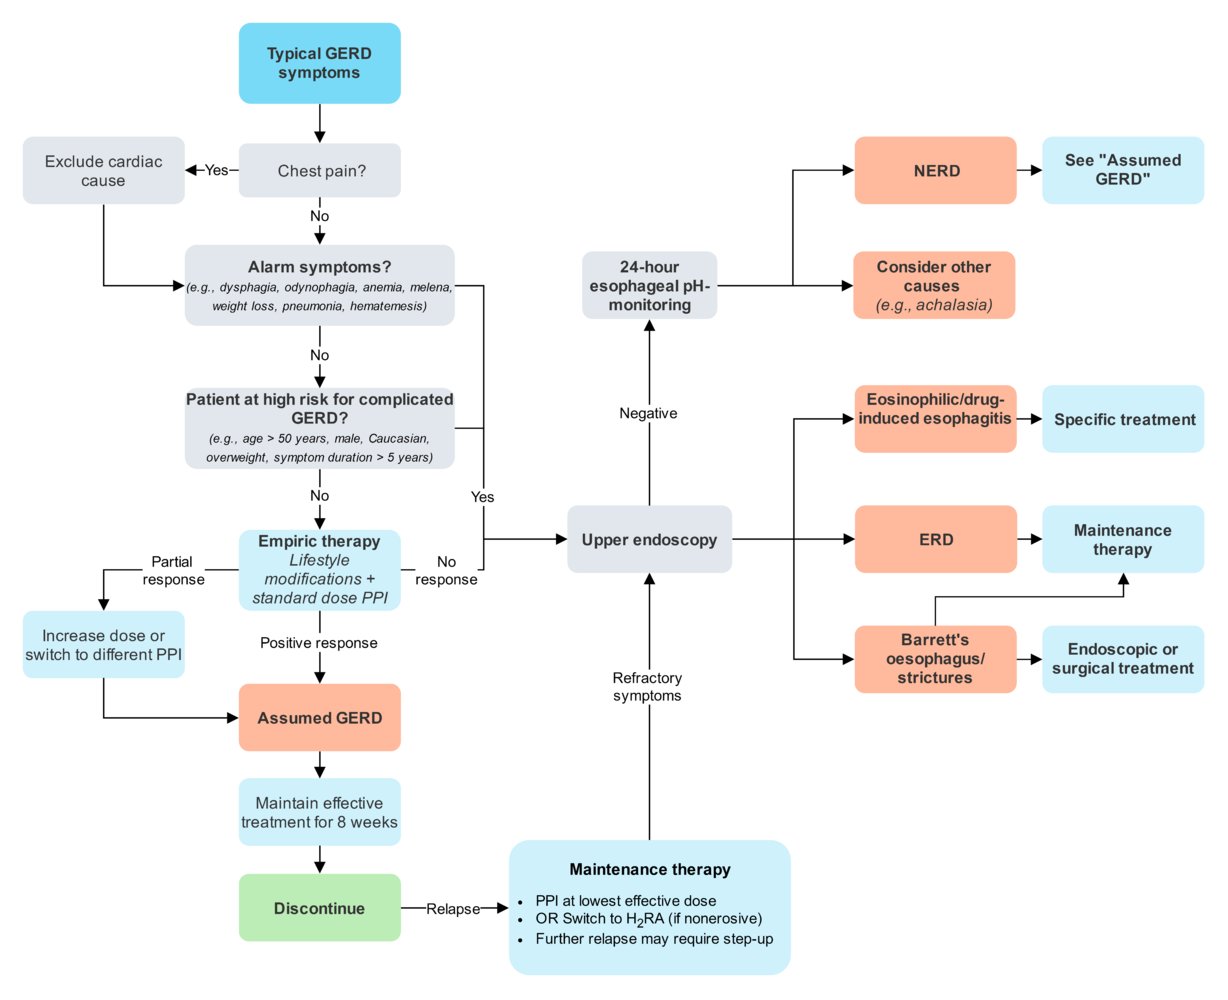 Typical GERD
symptoms
Exclude cardiac
cause
Yes
Chest pain?
No
Alarm symptoms?
(e.g., dysphagia, odynophagia, anemia, melena,
weight loss, pneumonia, hematemesis)
No
Patient at high risk for complicated
GERD?
(e.g., age > 50 years, male, Caucasian,
overweight, symptom duration > 5 years)
Yes
No
Empiric therapy
Lifestyle
modifications +
standard dose PPI
Partial
response
No
response
Increase dose or
switch to different PPI
Positive response
Assumed GERD
Maintain effective
treatment for 8 weeks
Discontinue
Relapse
Maintenance therapy
• PPI at lowest effective dose
• OR Switch to H₂RA (if nonerosive)
• Further relapse may require step-up
Refractory
symptoms
Upper endoscopy
Negative
24-hour
esophageal pH-
monitoring
NERD
See "Assumed
GERD"
Consider other
causes
(e.g., achalasia)
Eosinophilic/drug-
induced esophagitis
Specific treatment
ERD
Maintenance
therapy
Barrett's
oesophagus/
strictures
Endoscopic or
surgical treatment